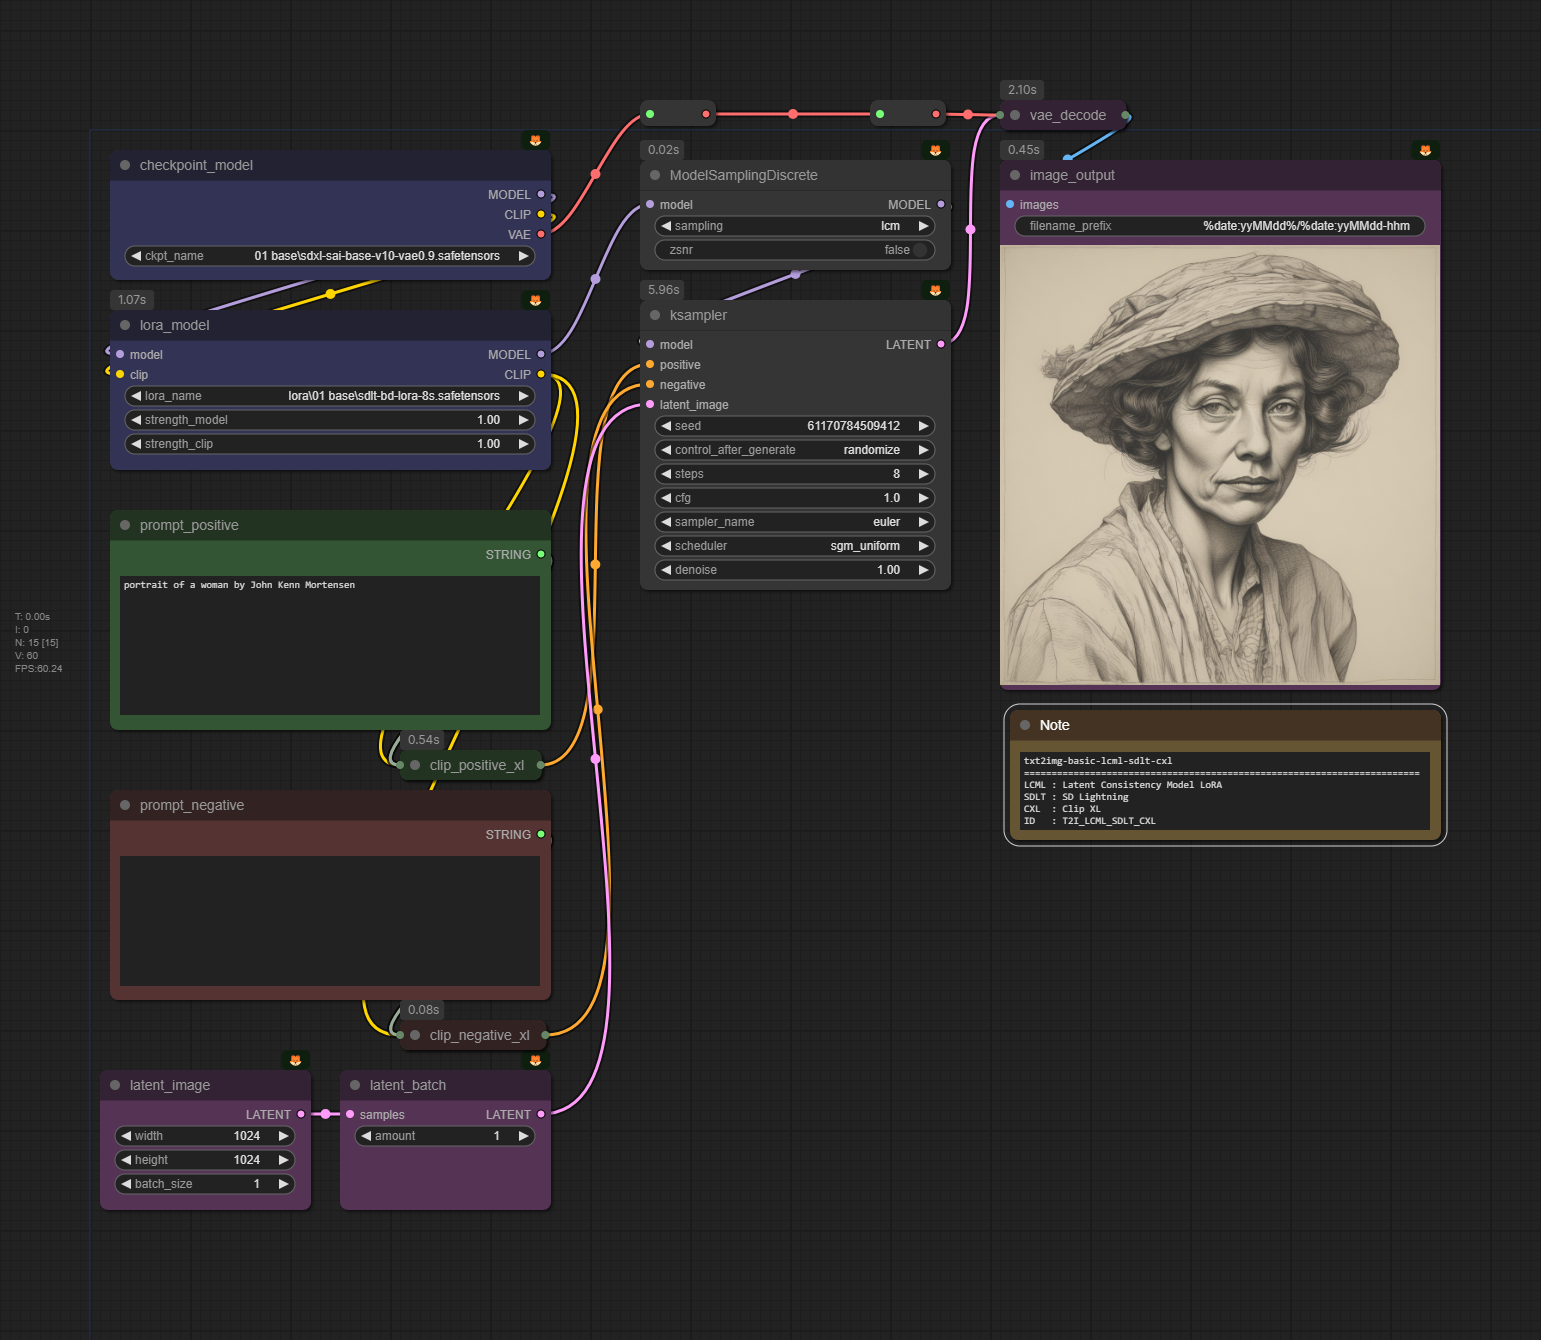 checkpoint_model
MODEL
CLIP
VAE
ckpt_name 01 base\sdxl-sai-base-v10-vae0.9.safetensors
1.07s
lora_model
model MODEL
clip CLIP
lora_name lora\01 base\sdlt-bd-lora-8s.safetensors
strength_model 1.00
strength_clip 1.00
prompt_positive
STRING
portrait of a woman by John Kenn Mortensen
T: 0.00s
I: 0
N: 15 [15]
V: 60
FPS:60.24
0.54s
clip_positive_xl
prompt_negative
STRING
0.08s
clip_negative_xl
latent_image
LATENT
width 1024
height 1024
batch_size 1
latent_batch
samples LATENT
amount 1
0.02s
ModelSamplingDiscrete
model MODEL
sampling lcm
zsnr false
5.96s
ksampler
model LATENT
positive
negative
latent_image
seed 61170784509412
control_after_generate randomize
steps 8
cfg 1.0
sampler_name euler
scheduler sgm_uniform
denoise 1.00
2.10s
vae_decode
0.45s
image_output
images
filename_prefix %date:yyMMdd%/%date:yyMMdd-hhm
Note
txt2img-basic-lcml-sdlt-cxl
========================================================================
LCML : Latent Consistency Model LoRA
SDLT : SD Lightning
CXL : Clip XL
ID : T2I_LCML_SDLT_CXL